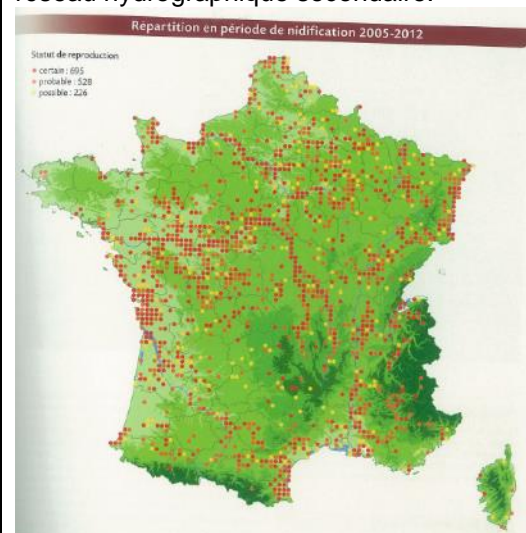 réseau hydrographique secondaire.
Répartition en période de nidification 2005-2012
Statut de reproduction
certain : 695
probable : 528
possible : 226